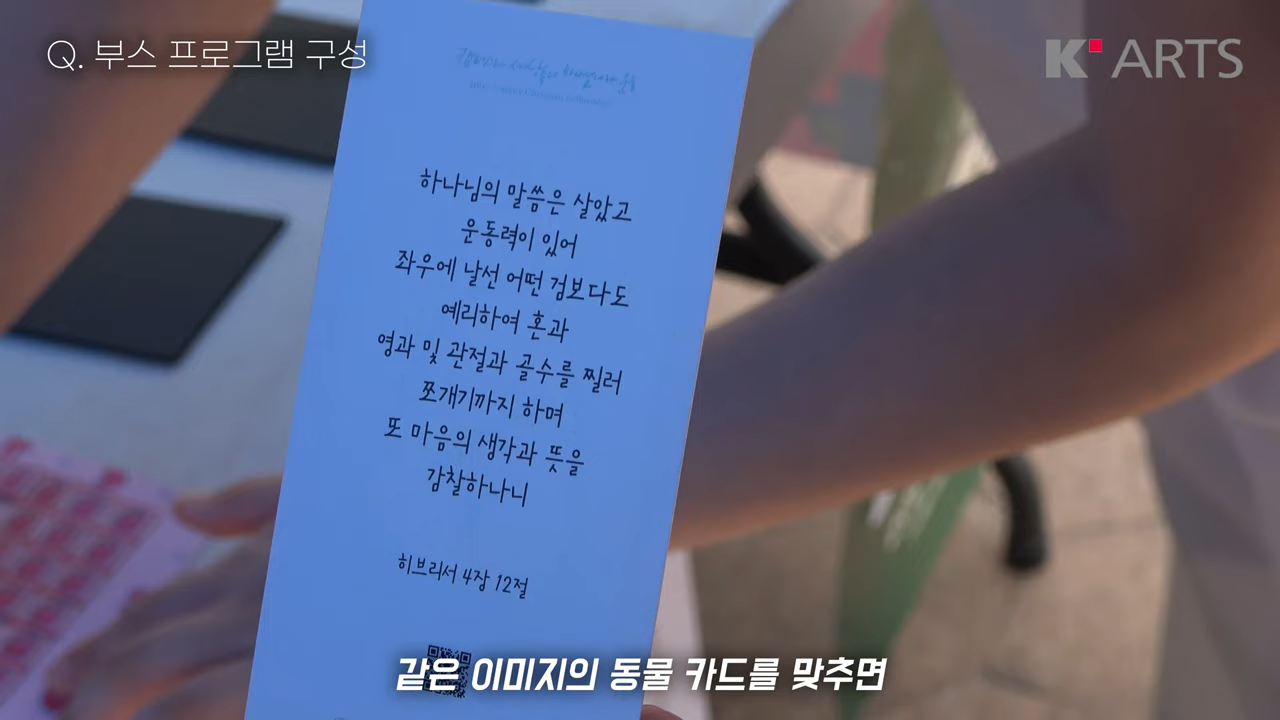 Q. 부스 프로그램 구성
K ARTS
하나님의 말씀은 살았고
운동력이 있어
좌우에 날선 어떤 검보다도
예리하여 혼과
영과 및 관절과 골수를 찔러
쪼개기까지 하며
또 마음의 생각과 뜻을
감찰하나니
히브리서 4장 12절
같은 이미지의 동물 카드를 맞추면